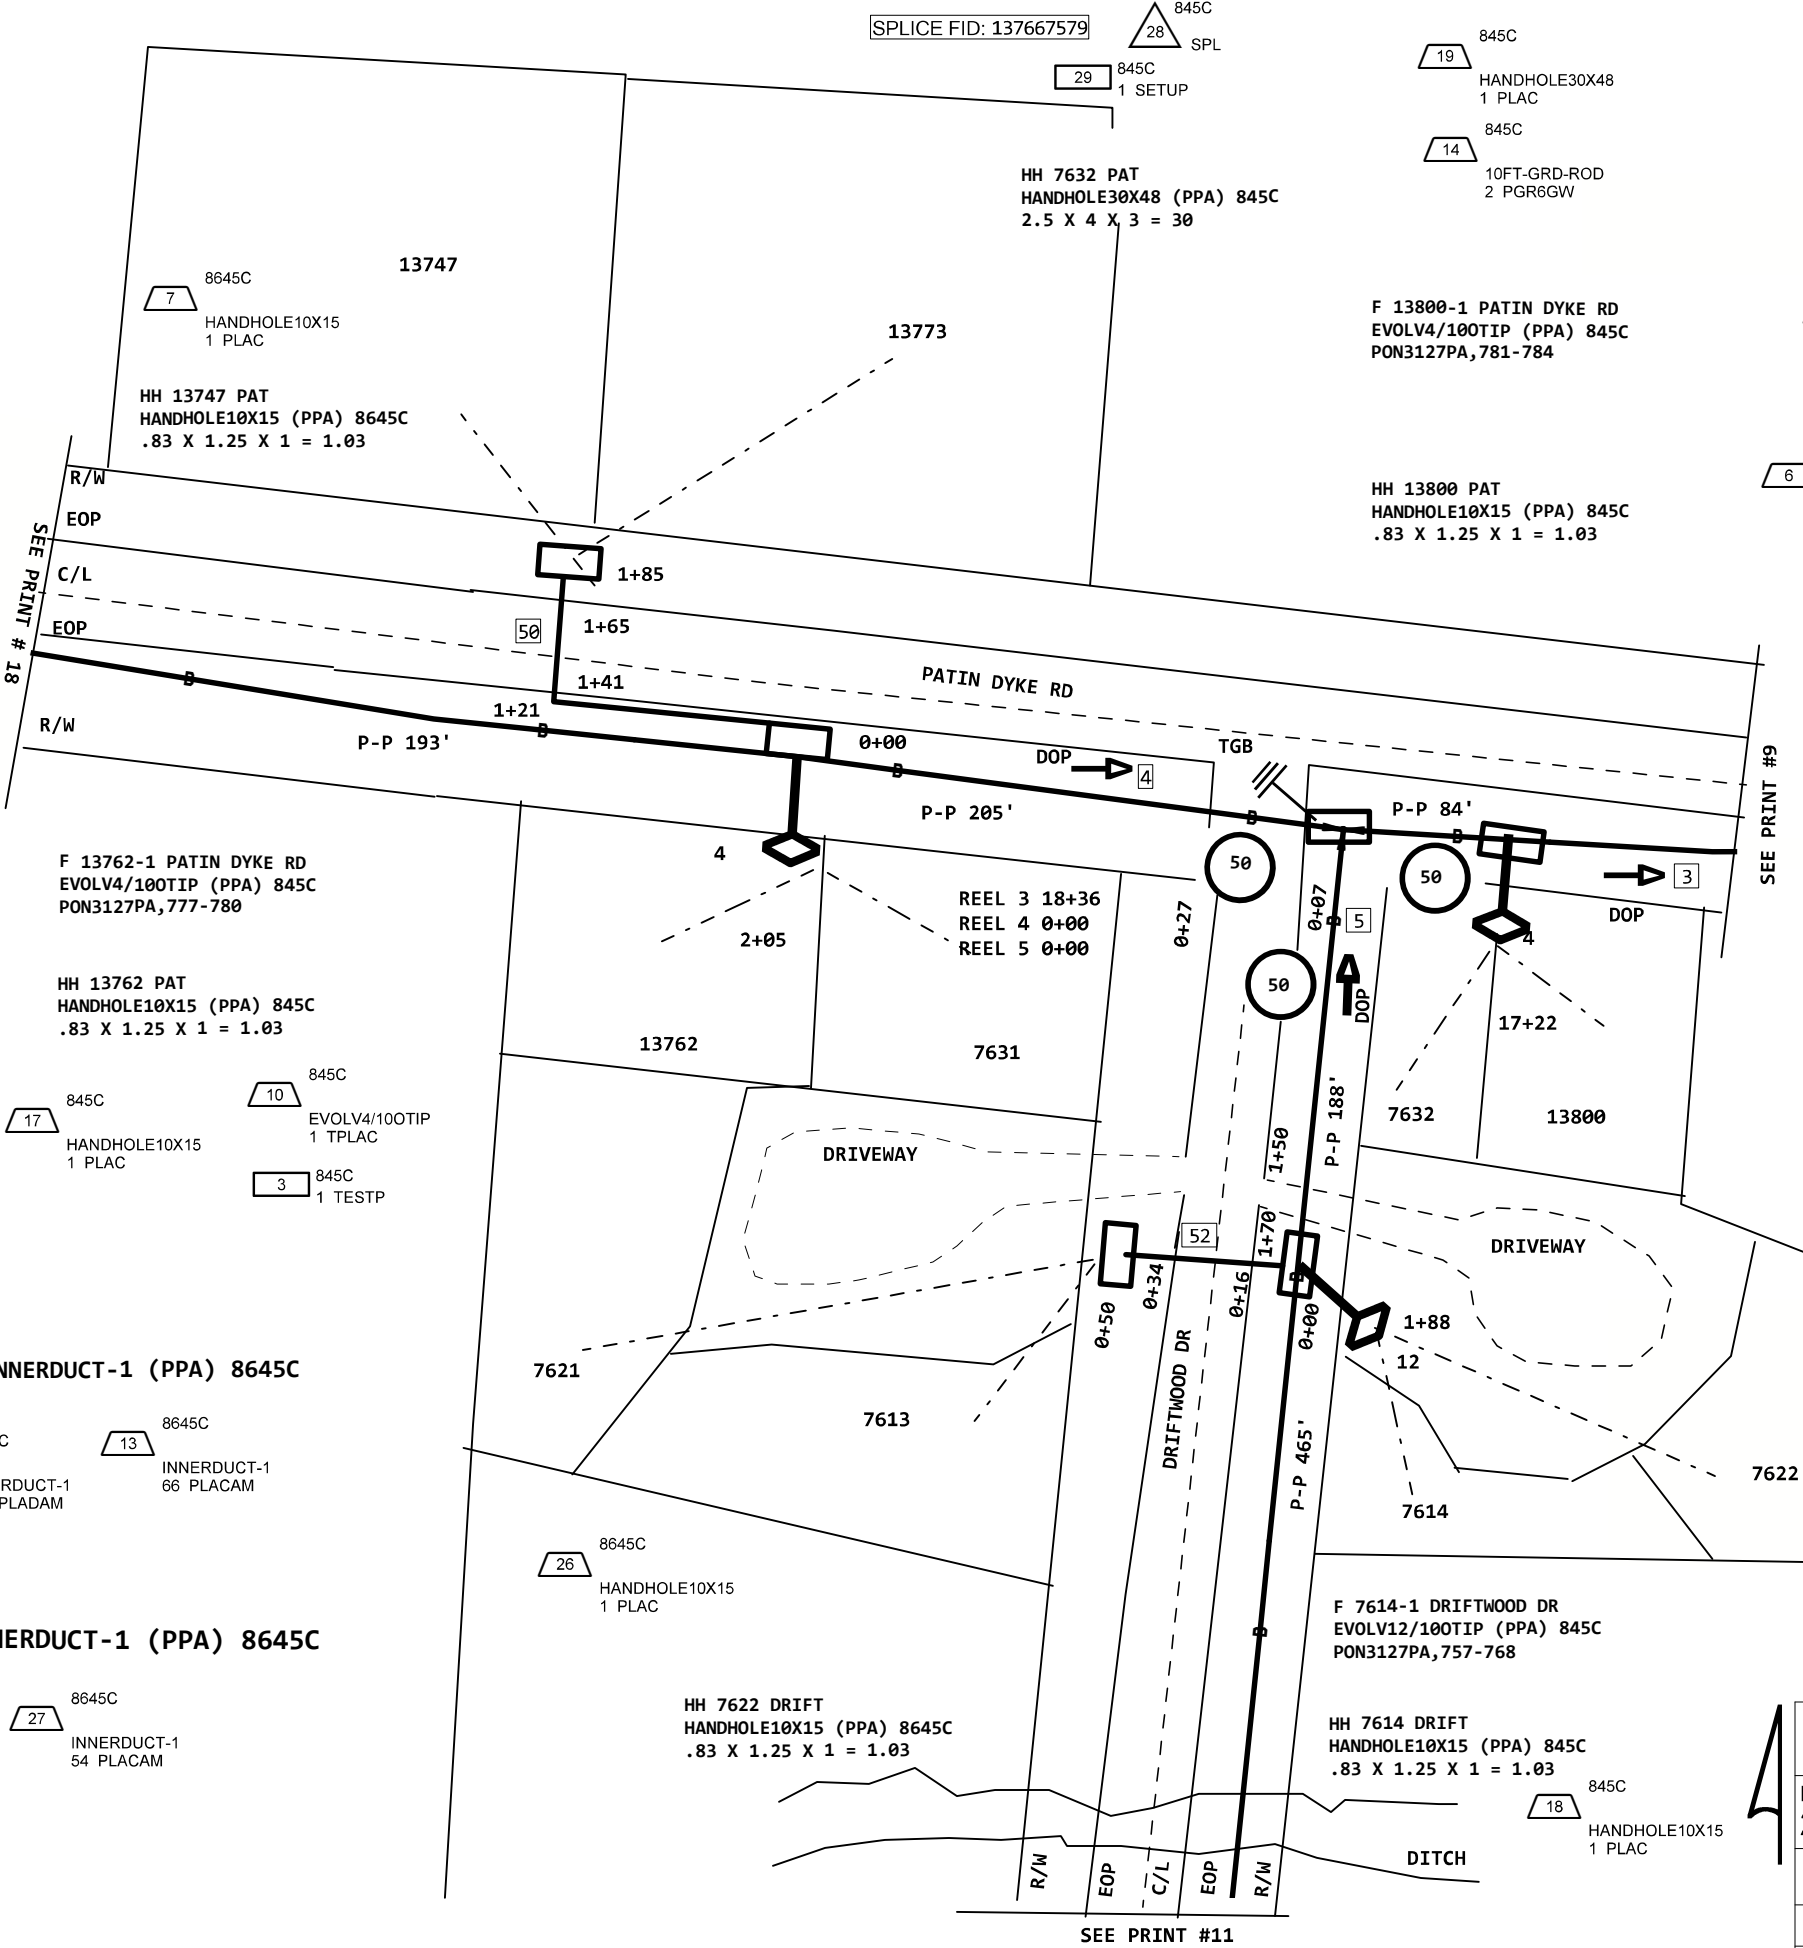 SPLICE FID: 137667579
28
845C
SPL
29
845C
1 SETUP
19
845C
HANDHOLE30X48
1 PLAC
14
845C
10FT-GRD-ROD
2 PGR6GW
HH 7632 PAT
HANDHOLE30X48 (PPA) 845C
2.5 X 4 X 3 = 30
13747
7
8645C
HANDHOLE10X15
1 PLAC
13773
F 13800-1 PATIN DYKE RD
EVOLV4/100TIP (PPA) 845C
PON3127PA,781-784
HH 13747 PAT
HANDHOLE10X15 (PPA) 8645C
.83 X 1.25 X 1 = 1.03
6
HH 13800 PAT
HANDHOLE10X15 (PPA) 845C
.83 X 1.25 X 1 = 1.03
R/W
EOP
C/L
EOP
R/W
SEE PRINT # 18
50
1+85
1+65
1+41
1+21
B
B
P-P 193'
0+00
PATIN DYKE RD
DOP
4
TGB
B
B
P-P 205'
P-P 84'
B
SEE PRINT #9
3
DOP
50
50
50
F 13762-1 PATIN DYKE RD
EVOLV4/100TIP (PPA) 845C
PON3127PA,777-780
4
2+05
REEL 3 18+36
REEL 4 0+00
REEL 5 0+00
0+27
0+07
B
5
DOP
4
17+22
HH 13762 PAT
HANDHOLE10X15 (PPA) 845C
.83 X 1.25 X 1 = 1.03
13762
7631
7632
13800
P-P 188'
17
845C
HANDHOLE10X15
1 PLAC
10
845C
EVOLV4/100TIP
1 TPLAC
3
845C
1 TESTP
DRIVEWAY
1+50
1+70
52
0+34
0+16
0+50
0+00
B
DRIVEWAY
1+88
12
7621
7613
DRIFTWOOD DR
P-P 465'
7614
7622
NNERDUCT-1 (PPA) 8645C
C
RDUCT-1
PLADAM
13
8645C
INNERDUCT-1
66 PLACAM
26
8645C
HANDHOLE10X15
1 PLAC
ERDUCT-1 (PPA) 8645C
27
8645C
INNERDUCT-1
54 PLACAM
F 7614-1 DRIFTWOOD DR
EVOLV12/100TIP (PPA) 845C
PON3127PA,757-768
B
HH 7622 DRIFT
HANDHOLE10X15 (PPA) 8645C
.83 X 1.25 X 1 = 1.03
HH 7614 DRIFT
HANDHOLE10X15 (PPA) 845C
.83 X 1.25 X 1 = 1.03
18
845C
HANDHOLE10X15
1 PLAC
DITCH
R/W
EOP
C/L
EOP
R/W
SEE PRINT #11